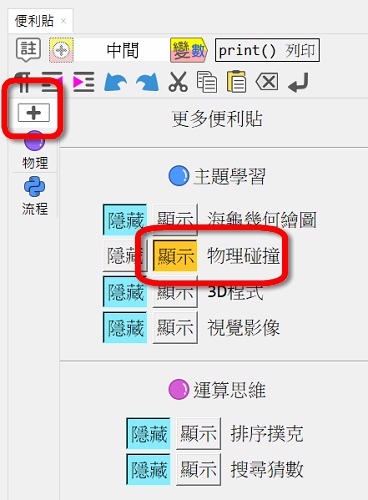 便利貼 ×
註 中間 變數 print() 列印
更多便利貼
物理
流程
主題學習
隱藏 顯示 海龜幾何繪圖
隱藏 顯示 物理碰撞
隱藏 顯示 3D程式
隱藏 顯示 視覺影像
運算思維
隱藏 顯示 排序撲克
隱藏 顯示 搜尋猜數